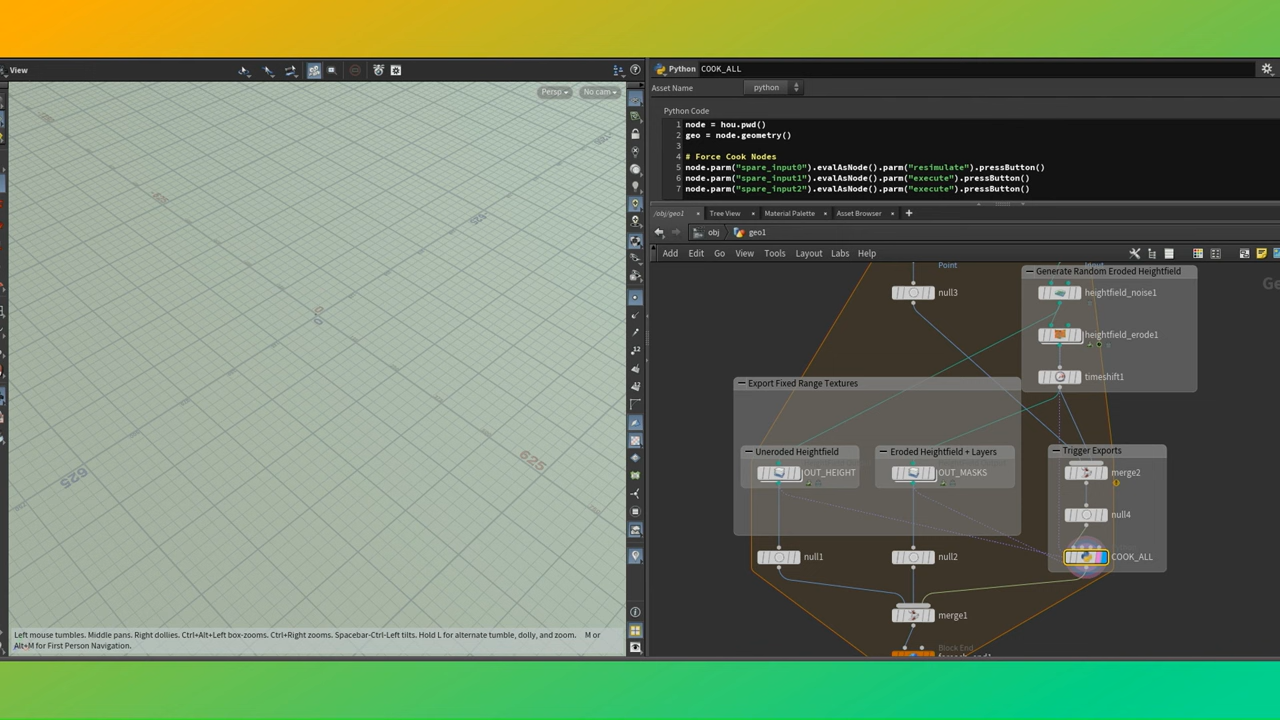 View
Persp
No cam
625
625
0
Left mouse tumbles. Middle pans. Right dollies. Ctrl+Alt+Left box-zooms. Ctrl+Right zooms. Spacebar-Ctrl-Left tilts. Hold L for alternate tumble, dolly, and zoom. M or
Alt+M for First Person Navigation.
Python COOK_ALL
Asset Name python
Python Code
1 node = hou.pwd()
2 geo = node.geometry()
3
4 # Force Cook Nodes
5 node.parm("spare_input0").evalAsNode().parm("resimulate").pressButton()
6 node.parm("spare_input1").evalAsNode().parm("execute").pressButton()
7 node.parm("spare_input2").evalAsNode().parm("execute").pressButton()
/obj/geo1 × Tree View × Material Palette × Asset Browser × +
obj geo1
Add Edit Go View Tools Layout Labs Help
Point
null3
Generate Random Eroded Heightfield
heightfield_noise1
heightfield_erode1
timeshift1
Export Fixed Range Textures
Uneroded Heightfield
OUT_HEIGHT
Eroded Heightfield + Layers
OUT_MASKS
Trigger Exports
merge2
null4
COOK_ALL
null1
null2
merge1
Block End